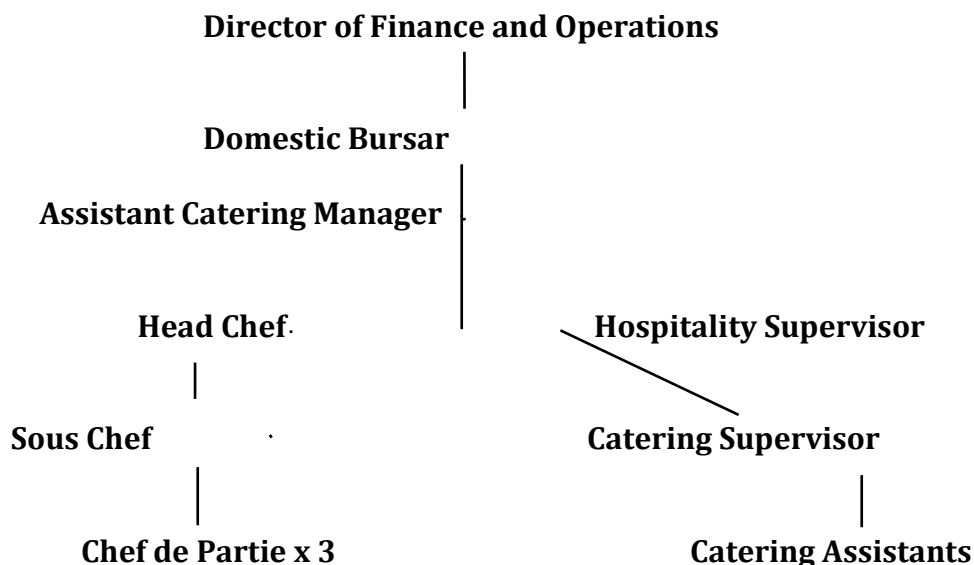 Director of Finance and Operations
Domestic Bursar
Assistant Catering Manager
Head Chef Hospitality Supervisor
Sous Chef Catering Supervisor
Chef de Partie x 3 Catering Assistants